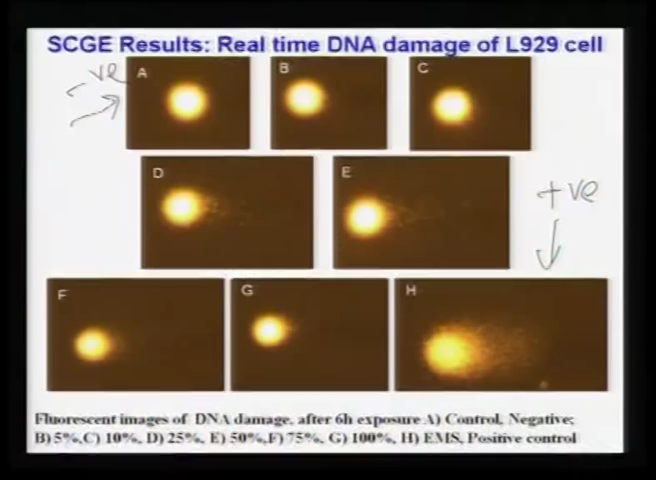 SCGE Results: Real time DNA damage of L929 cell
-ve
A
B
C
D
E
+ve
F
G
H
Fluorescent images of DNA damage, after 6h exposure A) Control, Negative;
B) 5%,C) 10%, D) 25%, E) 50%,F) 75%, G) 100%, H) EMS, Positive control